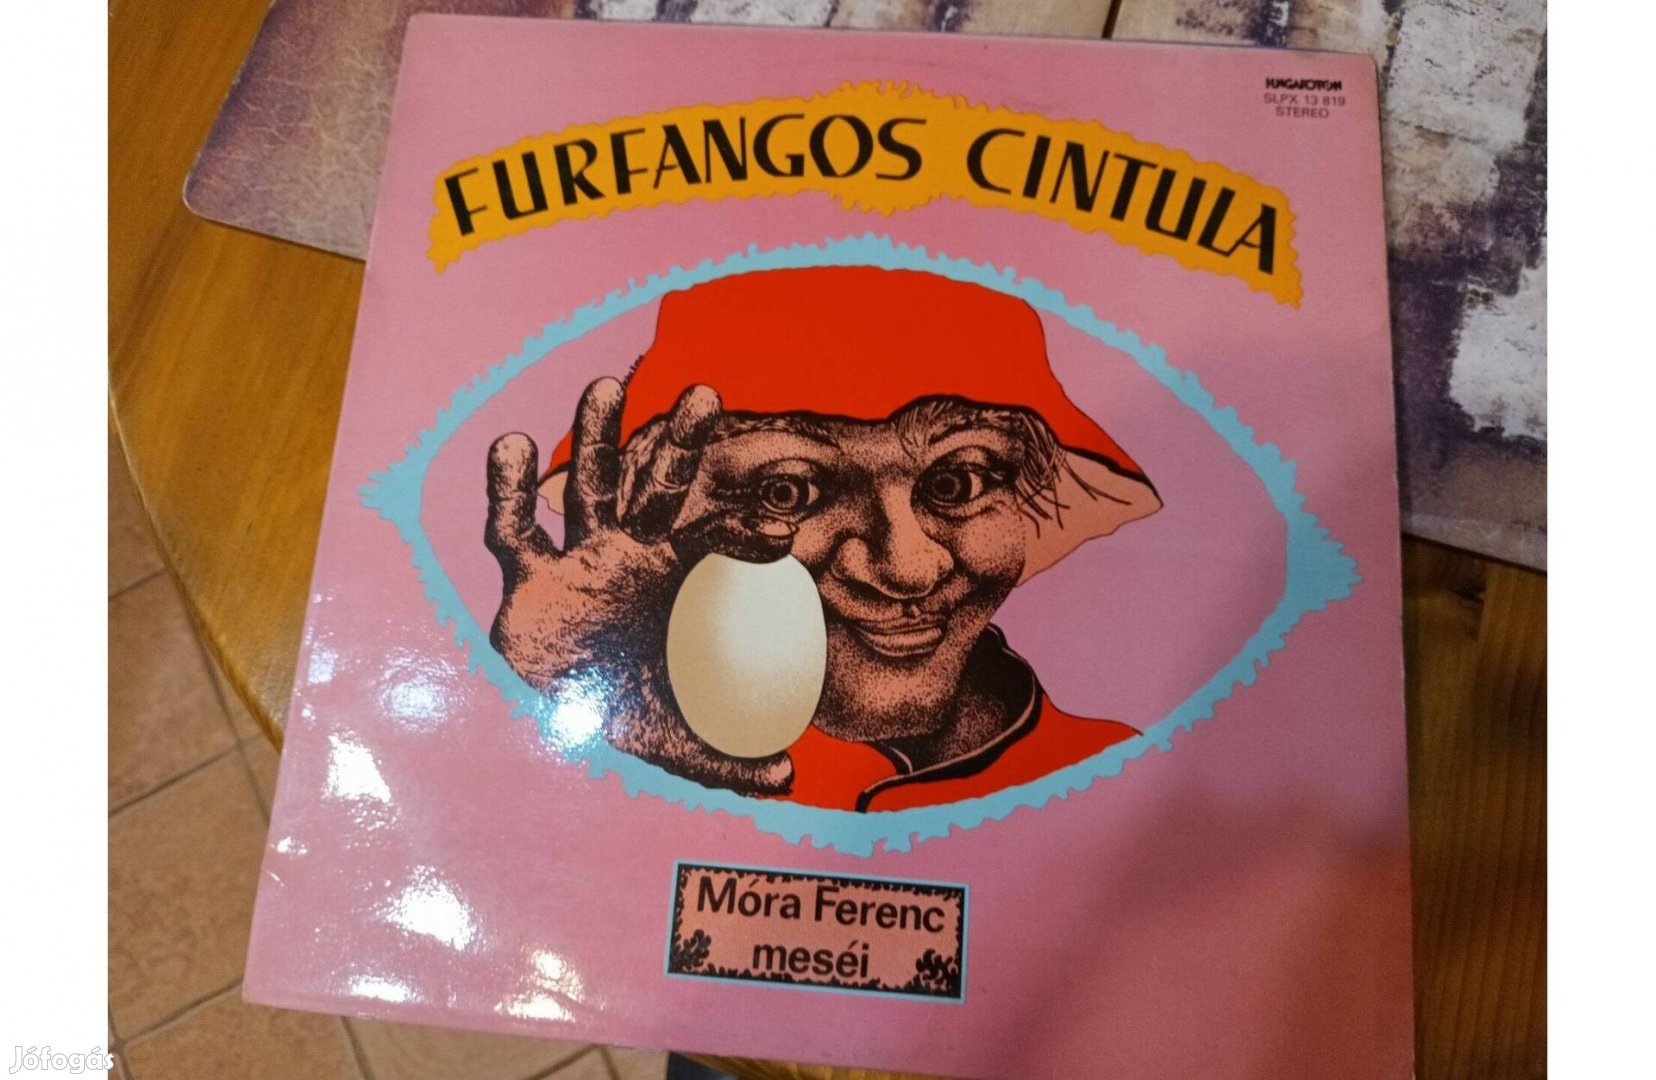 HUNGAROTON
SLPX 13 819
STEREO
FURFANGOS CINTULA
Móra Ferenc
meséi
Jófogás